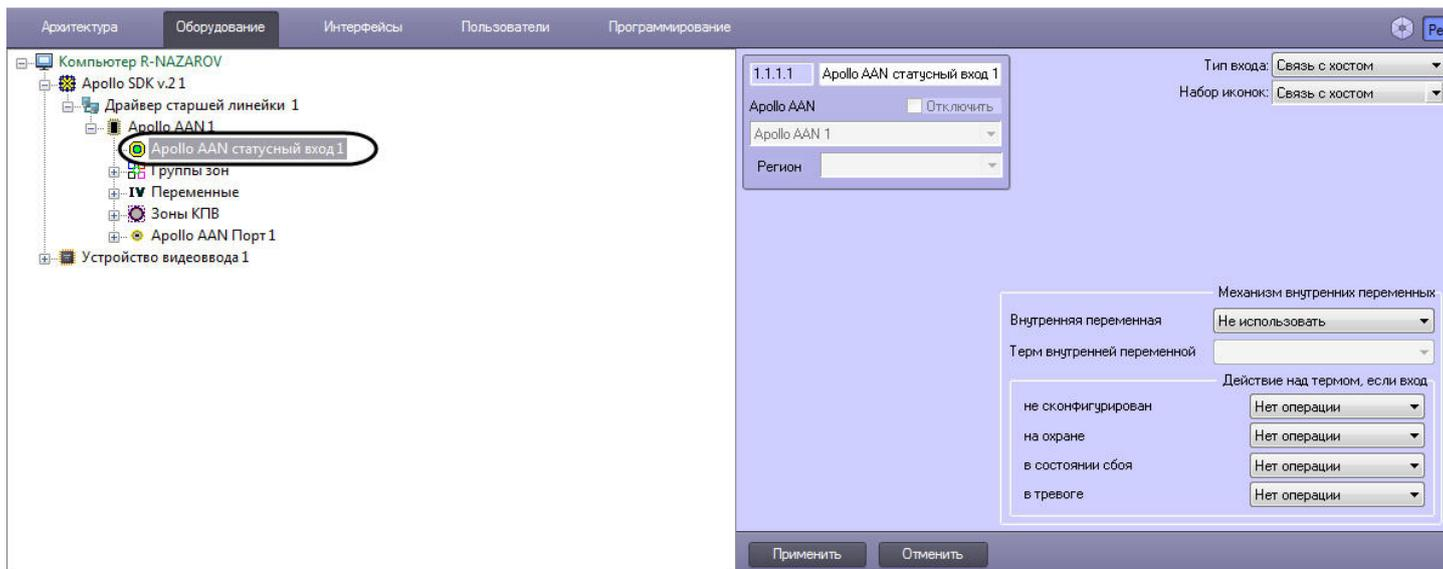 Архитектура Оборудование Интерфейсы Пользователи Программирование
Компьютер R-NAZAROV
Apollo SDK v.2 1
Драйвер старшей линейки 1
Apollo AAN 1
Apollo AAN статусный вход 1
Группы зон
IV Переменные
Зоны КПВ
Apollo AAN Порт 1
Устройство видеоввода 1
1.1.1.1 Apollo AAN статусный вход 1
Apollo AAN Отключить
Apollo AAN 1
Регион
Тип входа: Связь с хостом
Набор иконок: Связь с хостом
Механизм внутренних переменных
Внутренняя переменная Не использовать
Терм внутренней переменной
Действие над термом, если вход
не сконфигурирован Нет операции
на охране Нет операции
в состоянии сбоя Нет операции
в тревоге Нет операции
Применить Отменить